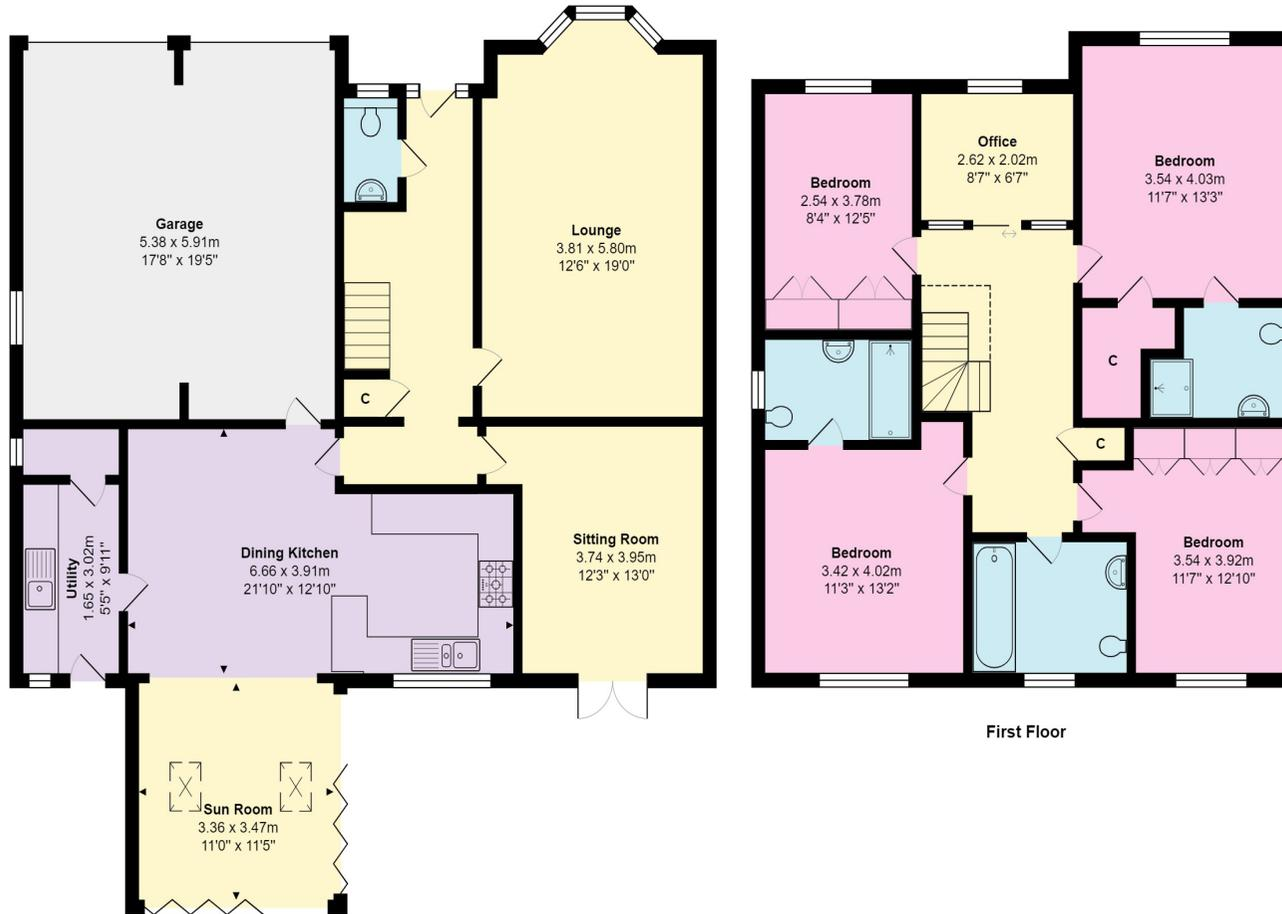 Garage
5.38 x 5.91m
17'8" x 19'5"
Lounge
3.81 x 5.80m
12'6" x 19'0"
C
Utility
1.65 x 3.02m
5'5" x 9'11"
Dining Kitchen
6.66 x 3.91m
21'10" x 12'10"
Sitting Room
3.74 x 3.95m
12'3" x 13'0"
Sun Room
3.36 x 3.47m
11'0" x 11'5"
Bedroom
2.54 x 3.78m
8'4" x 12'5"
Office
2.62 x 2.02m
8'7" x 6'7"
Bedroom
3.54 x 4.03m
11'7" x 13'3"
C
C
Bedroom
3.42 x 4.02m
11'3" x 13'2"
Bedroom
3.54 x 3.92m
11'7" x 12'10"
First Floor